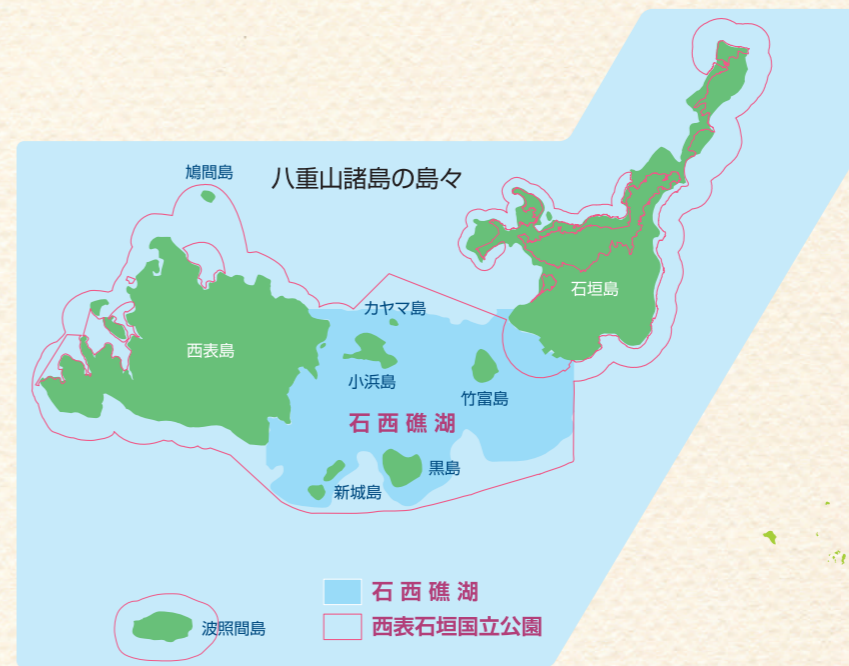 八重山諸島の島々
鳩間島
石垣島
カヤマ島
西表島
小浜島
竹富島
石西礁湖
黒島
新城島
波照間島
石西礁湖
西表石垣国立公園